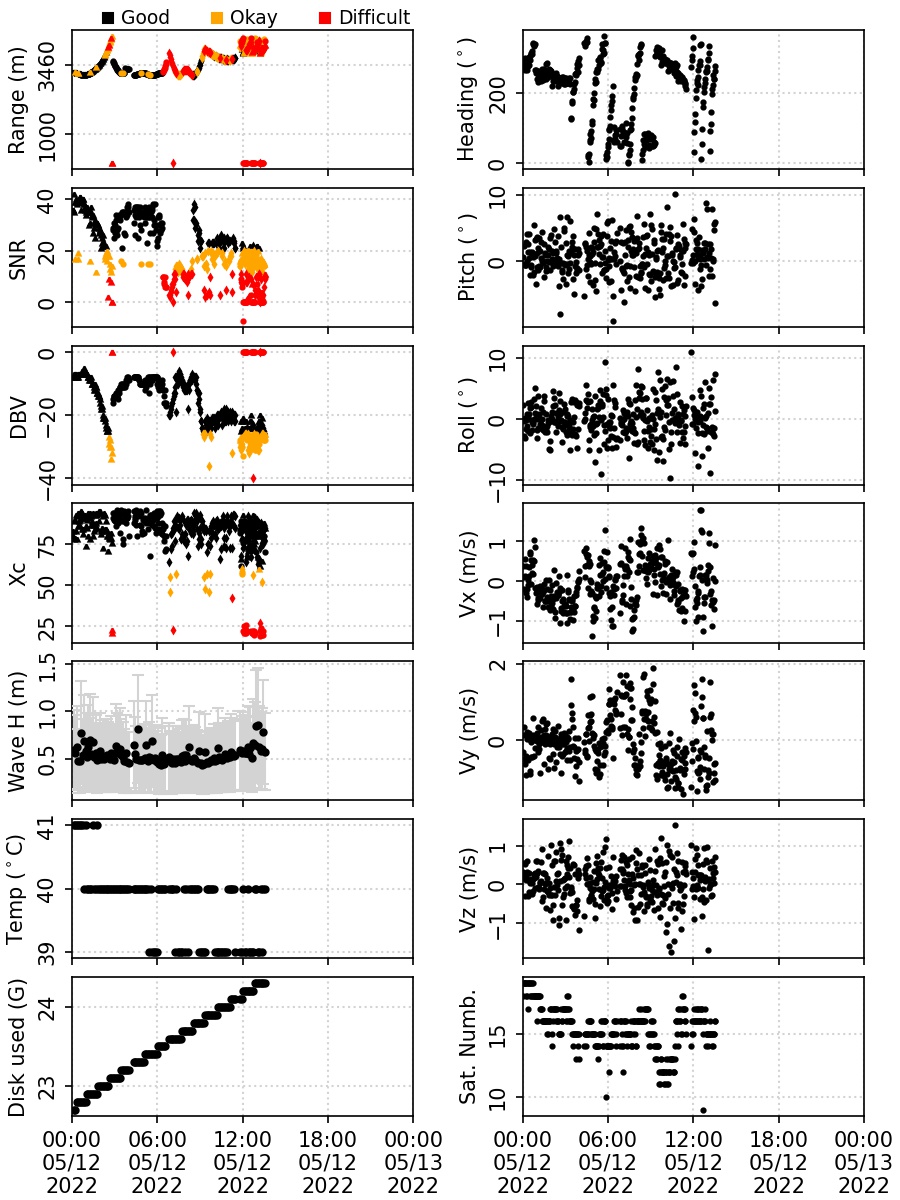 Good Okay Difficult
Range (m)
3460
1000
Heading (°)
200
0
SNR
40
20
0
Pitch (°)
10
0
DBV
0
−20
−40
Roll (°)
10
0
−10
Xc
75
50
25
Vx (m/s)
1
0
−1
Wave H (m)
1.5
1.0
0.5
Vy (m/s)
2
0
Temp (°C)
41
40
39
Vz (m/s)
1
0
−1
Disk used (G)
24
23
Sat. Numb.
15
10
00:00 06:00 12:00 18:00 00:00
05/12 05/12 05/12 05/12 05/13
2022 2022 2022 2022 2022
00:00 06:00 12:00 18:00 00:00
05/12 05/12 05/12 05/12 05/13
2022 2022 2022 2022 2022